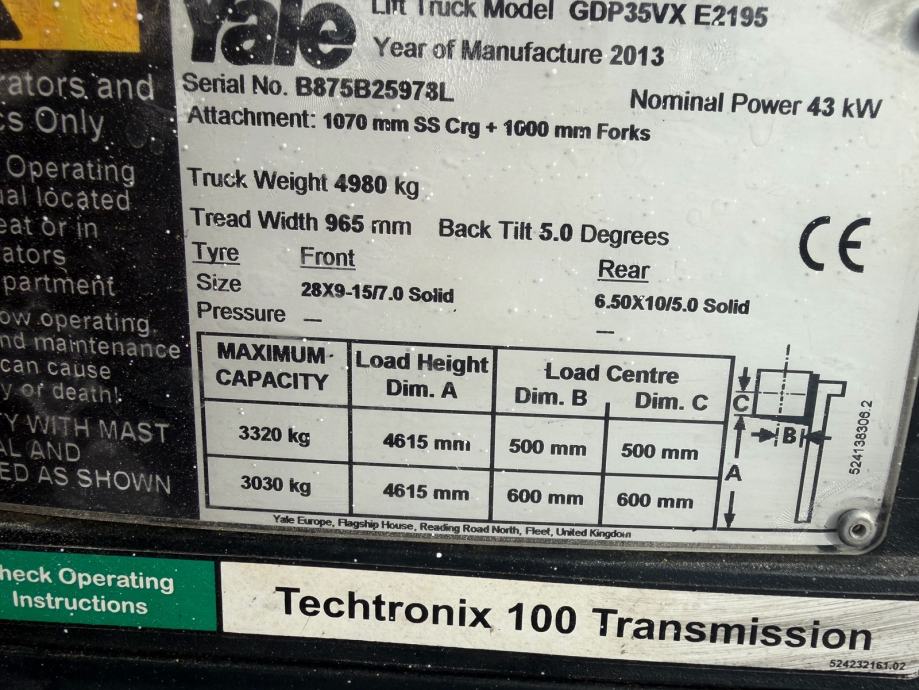 Yale
Lift Truck Model GDP35VX E2195
Year of Manufacture 2013
Serial No. B875B25973L
Nominal Power 43 kW
Attachment: 1070 mm SS Crg + 1000 mm Forks
Truck Weight 4980 kg
Tread Width 965 mm Back Tilt 5.0 Degrees
Tyre Front Rear
Size 28X9-15/7.0 Solid 6.50X10/5.0 Solid
Pressure — —
MAXIMUM CAPACITY Load Height Dim. A Load Centre Dim. B Dim. C
3320 kg 4615 mm 500 mm 500 mm
3030 kg 4615 mm 600 mm 600 mm
C
B
A
524138306.2
Yale Europe, Flagship House, Reading Road North, Fleet, United Kingdom
ators and
cs Only
Operating
ual located
eat or in
ators
partment
ow operating,
nd maintenance
can cause
y or death!
Y WITH MAST
AL AND
ED AS SHOWN
heck Operating
Instructions
Techtronix 100 Transmission
524232161.02